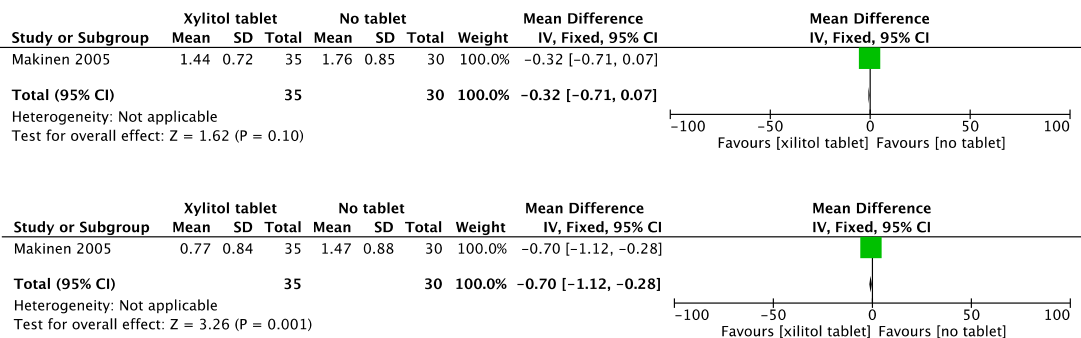 Xylitol tablet No tablet Mean Difference Mean Difference
Study or Subgroup Mean SD Total Mean SD Total Weight IV, Fixed, 95% CI IV, Fixed, 95% CI
Makinen 2005 1.44 0.72 35 1.76 0.85 30 100.0% −0.32 [−0.71, 0.07]
Total (95% CI) 35 30 100.0% −0.32 [−0.71, 0.07]
Heterogeneity: Not applicable
Test for overall effect: Z = 1.62 (P = 0.10)
−100 −50 0 50 100
Favours [xilitol tablet] Favours [no tablet]
Xylitol tablet No tablet Mean Difference Mean Difference
Study or Subgroup Mean SD Total Mean SD Total Weight IV, Fixed, 95% CI IV, Fixed, 95% CI
Makinen 2005 0.77 0.84 35 1.47 0.88 30 100.0% −0.70 [−1.12, −0.28]
Total (95% CI) 35 30 100.0% −0.70 [−1.12, −0.28]
Heterogeneity: Not applicable
Test for overall effect: Z = 3.26 (P = 0.001)
−100 −50 0 50 100
Favours [xilitol tablet] Favours [no tablet]